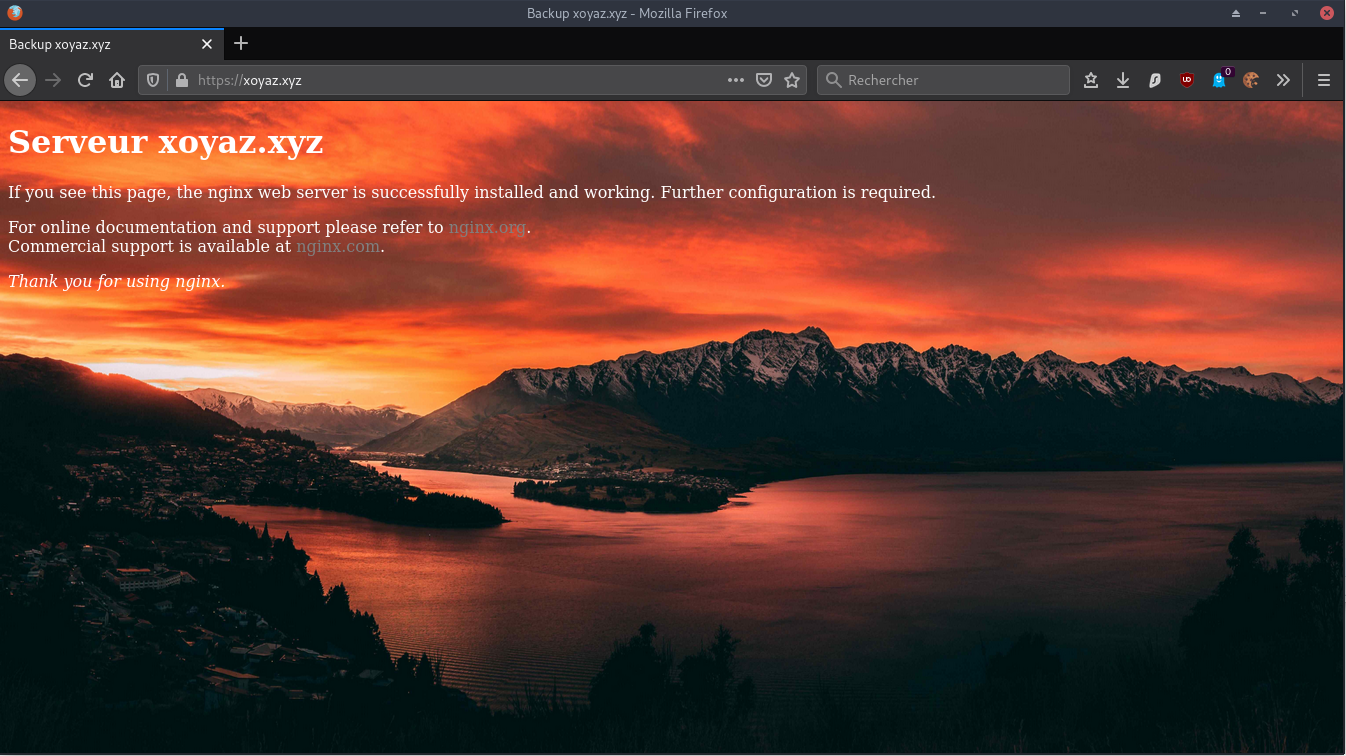 Backup xoyaz.xyz - Mozilla Firefox
Backup xoyaz.xyz
https://xoyaz.xyz
Rechercher
UD
0
Serveur xoyaz.xyz
If you see this page, the nginx web server is successfully installed and working. Further configuration is required.
For online documentation and support please refer to nginx.org.
Commercial support is available at nginx.com.
Thank you for using nginx.